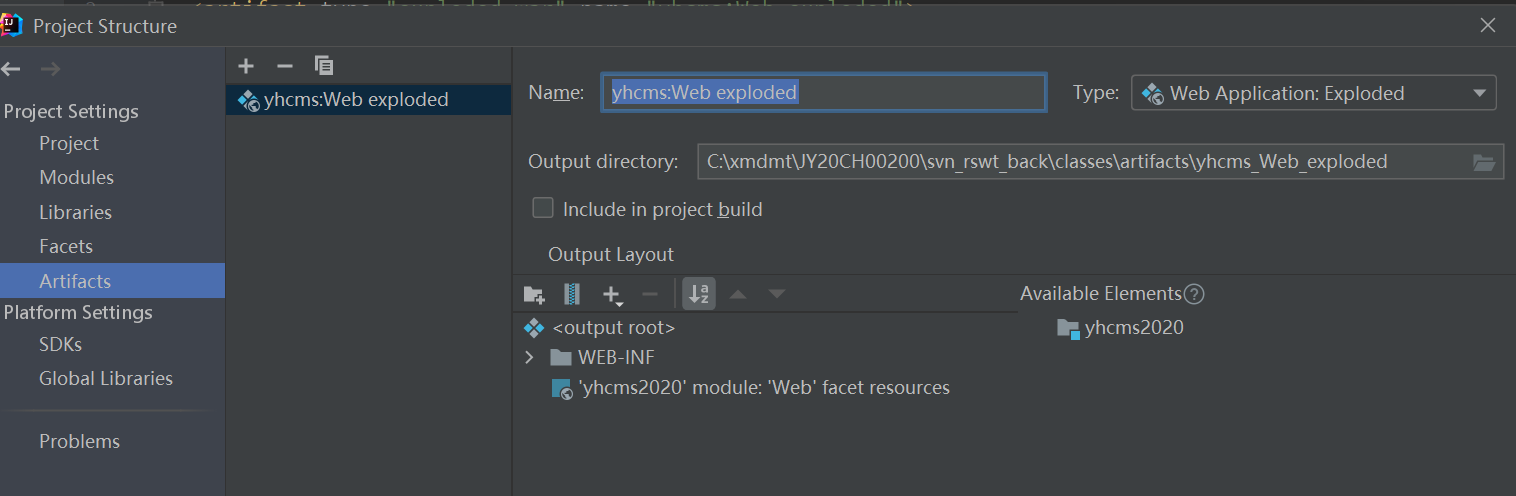 Project Structure
Project Settings
Project
Modules
Libraries
Facets
Artifacts
Platform Settings
SDKs
Global Libraries
Problems
yhcms:Web exploded
Name: yhcms:Web exploded
Type: Web Application: Exploded
Output directory: C:\xmdmt\JY20CH00200\svn_rswt_back\classes\artifacts\yhcms_Web_exploded
Include in project build
Output Layout
<output root>
WEB-INF
'yhcms2020' module: 'Web' facet resources
Available Elements
yhcms2020